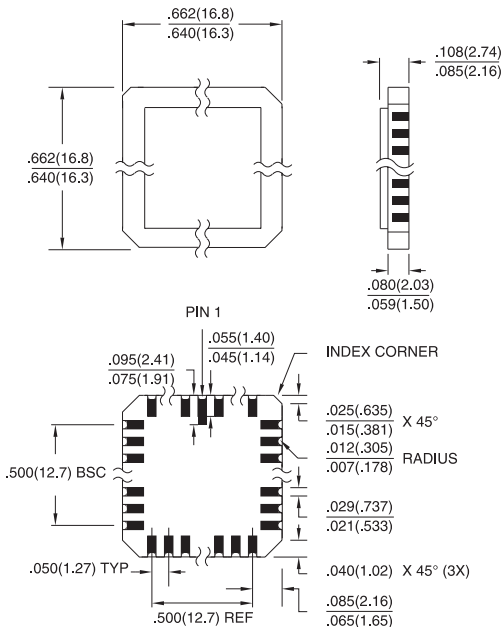 .662(16.8)
.640(16.3)
.108(2.74)
.085(2.16)
.662(16.8)
.640(16.3)
.080(2.03)
.059(1.50)
PIN 1
.055(1.40)
.045(1.14)
.095(2.41)
.075(1.91)
INDEX CORNER
.025(.635)
.015(.381) X 45°
.012(.305)
.007(.178) RADIUS
.500(12.7) BSC
.029(.737)
.021(.533)
.050(1.27) TYP
.040(1.02) X 45° (3X)
.085(2.16)
.065(1.65)
.500(12.7) REF